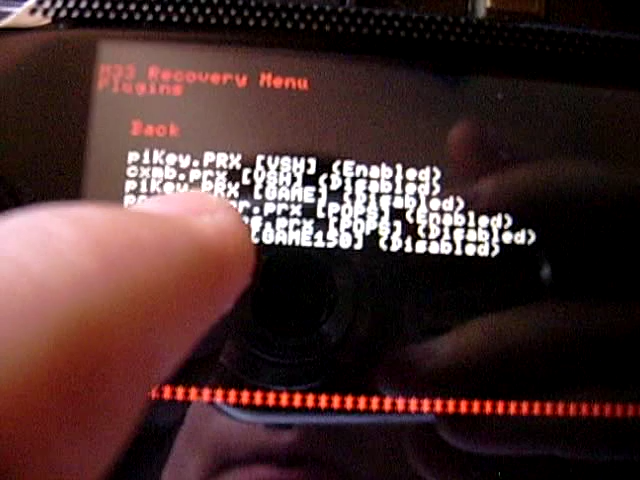 M33 Recovery Menu
Plugins
Back
piKey.PRX [VSH] (Enabled)
cxmb.prx [VSH] (Disabled)
piKey.PRX [GAME] (Disabled)
.prx [POPS] (Enabled)
.prx [POPS] (Disabled)
[GAME150] (Disabled)